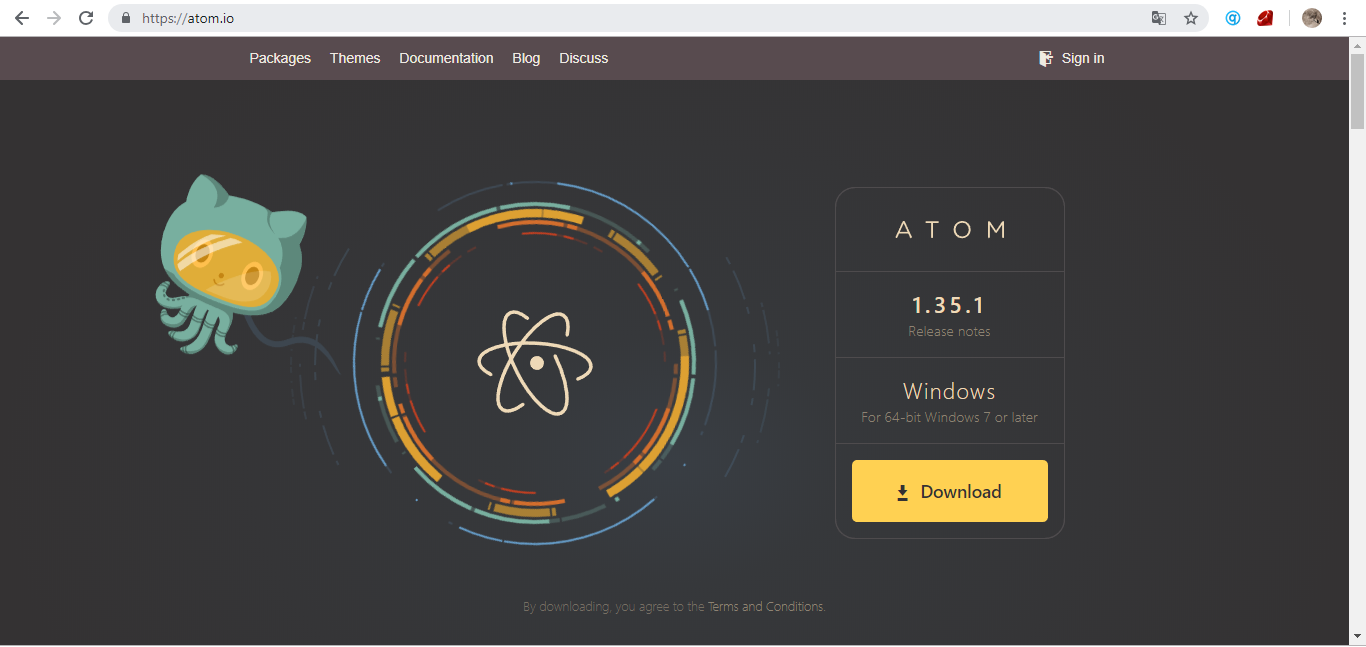 https://atom.io
Packages Themes Documentation Blog Discuss Sign in
ATOM
1.35.1
Release notes
Windows
For 64-bit Windows 7 or later
Download
By downloading, you agree to the Terms and Conditions.